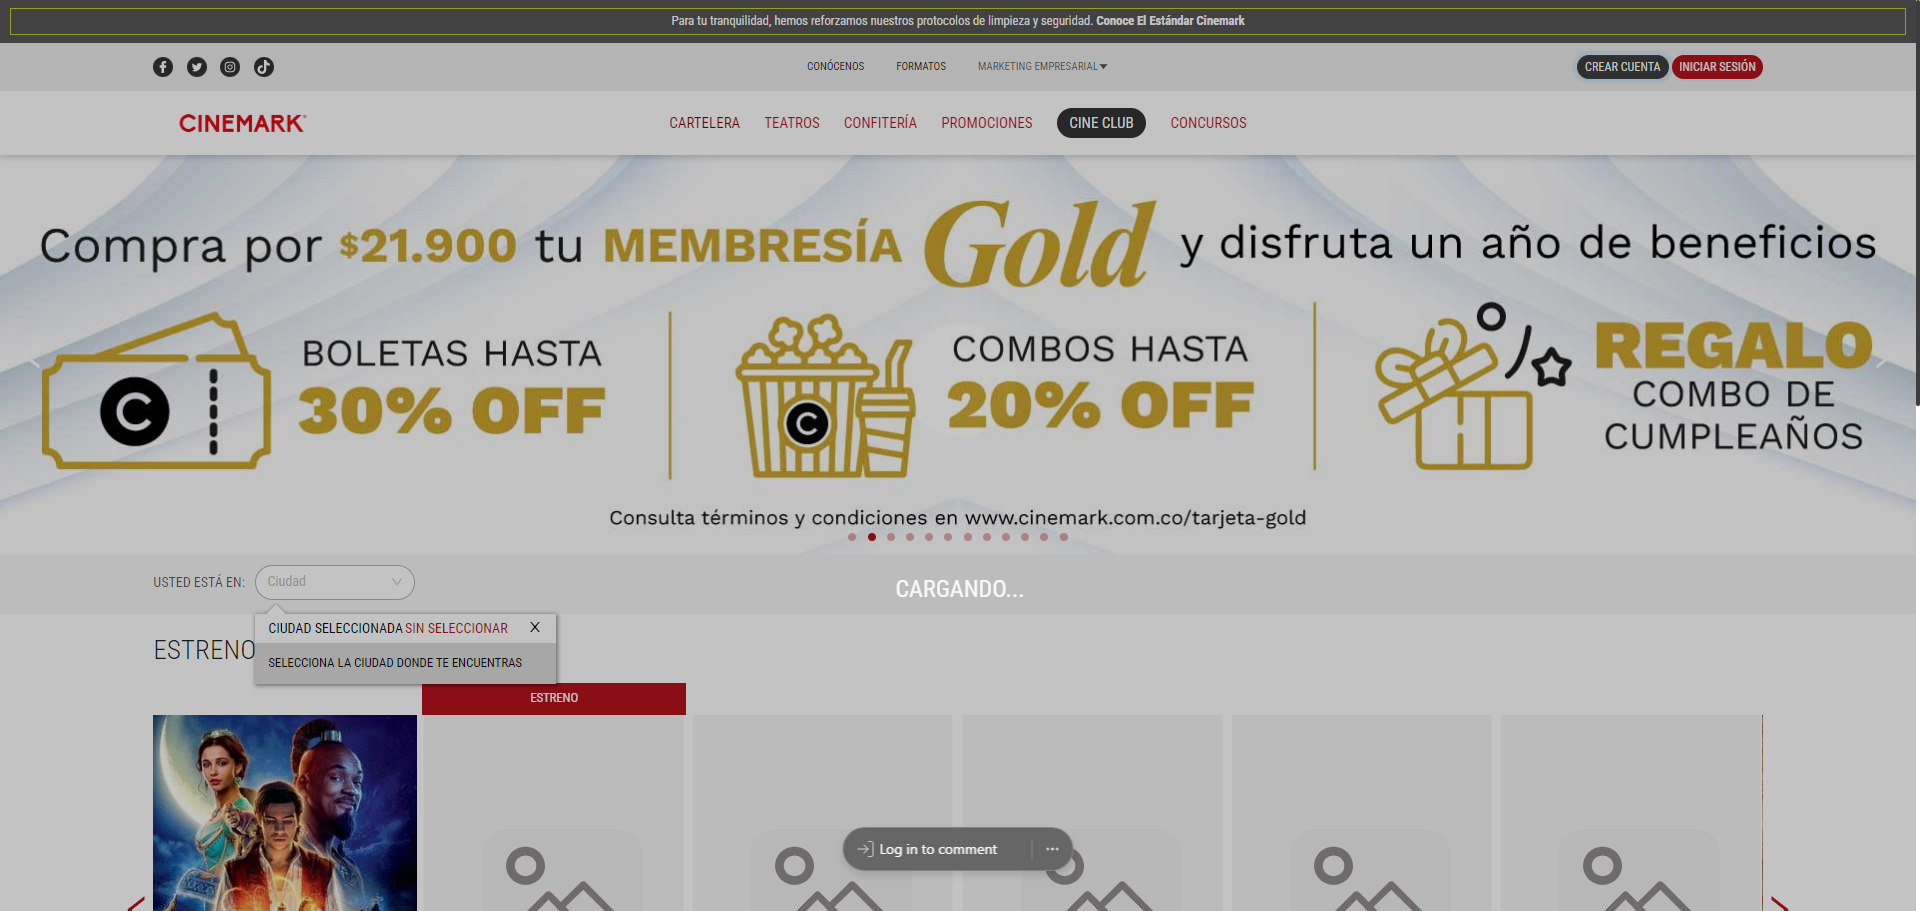 Para tu tranquilidad, hemos reforzamos nuestros protocolos de limpieza y seguridad. Conoce El Estándar Cinemark
CONÓCENOS FORMATOS MARKETING EMPRESARIAL
CREAR CUENTA INICIAR SESIÓN
CINEMARK
CARTELERA TEATROS CONFITERÍA PROMOCIONES CINE CLUB CONCURSOS
Compra por $21.900 tu MEMBRESÍA Gold y disfruta un año de beneficios
BOLETAS HASTA
30% OFF
COMBOS HASTA
20% OFF
REGALO
COMBO DE
CUMPLEAÑOS
Consulta términos y condiciones en www.cinemark.com.co/tarjeta-gold
USTED ESTÁ EN: Ciudad
CARGANDO...
CIUDAD SELECCIONADA SIN SELECCIONAR X
SELECCIONA LA CIUDAD DONDE TE ENCUENTRAS
ESTRENO
ESTRENO
Log in to comment